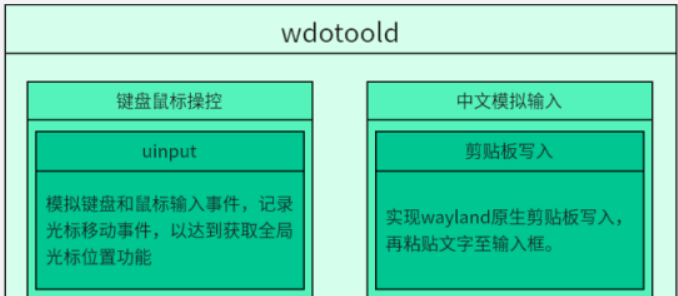 wdotoold
键盘鼠标操控
uinput
模拟键盘和鼠标输入事件，记录
光标移动事件，以达到获取全局
光标位置功能
中文模拟输入
剪贴板写入
实现wayland原生剪贴板写入，
再粘贴文字至输入框。